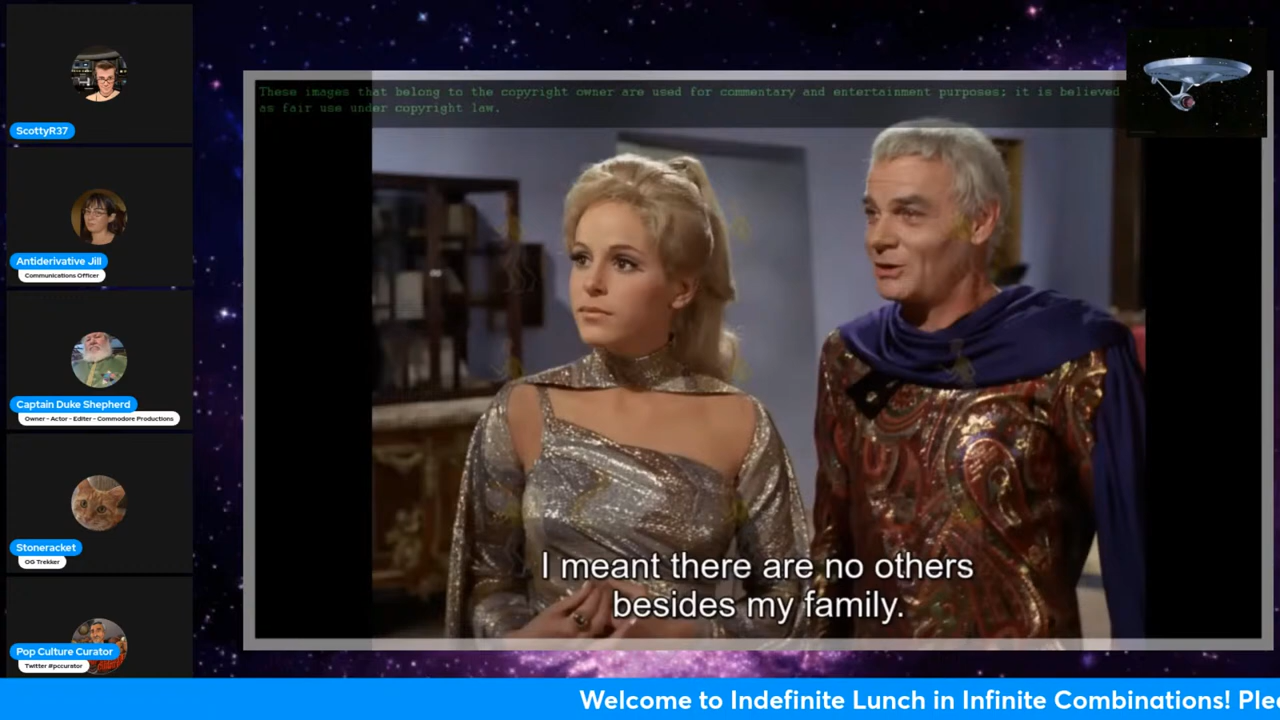 ScottyR37
Antiderivative Jill
Communications Officer
Captain Duke Shepherd
Owner - Actor - Editer - Commodore Productions
Stoneracket
OG Trekker
Pop Culture Curator
Twitter #pccurator
These images that belong to the copyright owner are used for commentary and entertainment purposes; it is believed
as fair use under copyright law.
I meant there are no others
besides my family.
Welcome to Indefinite Lunch in Infinite Combinations! Plea